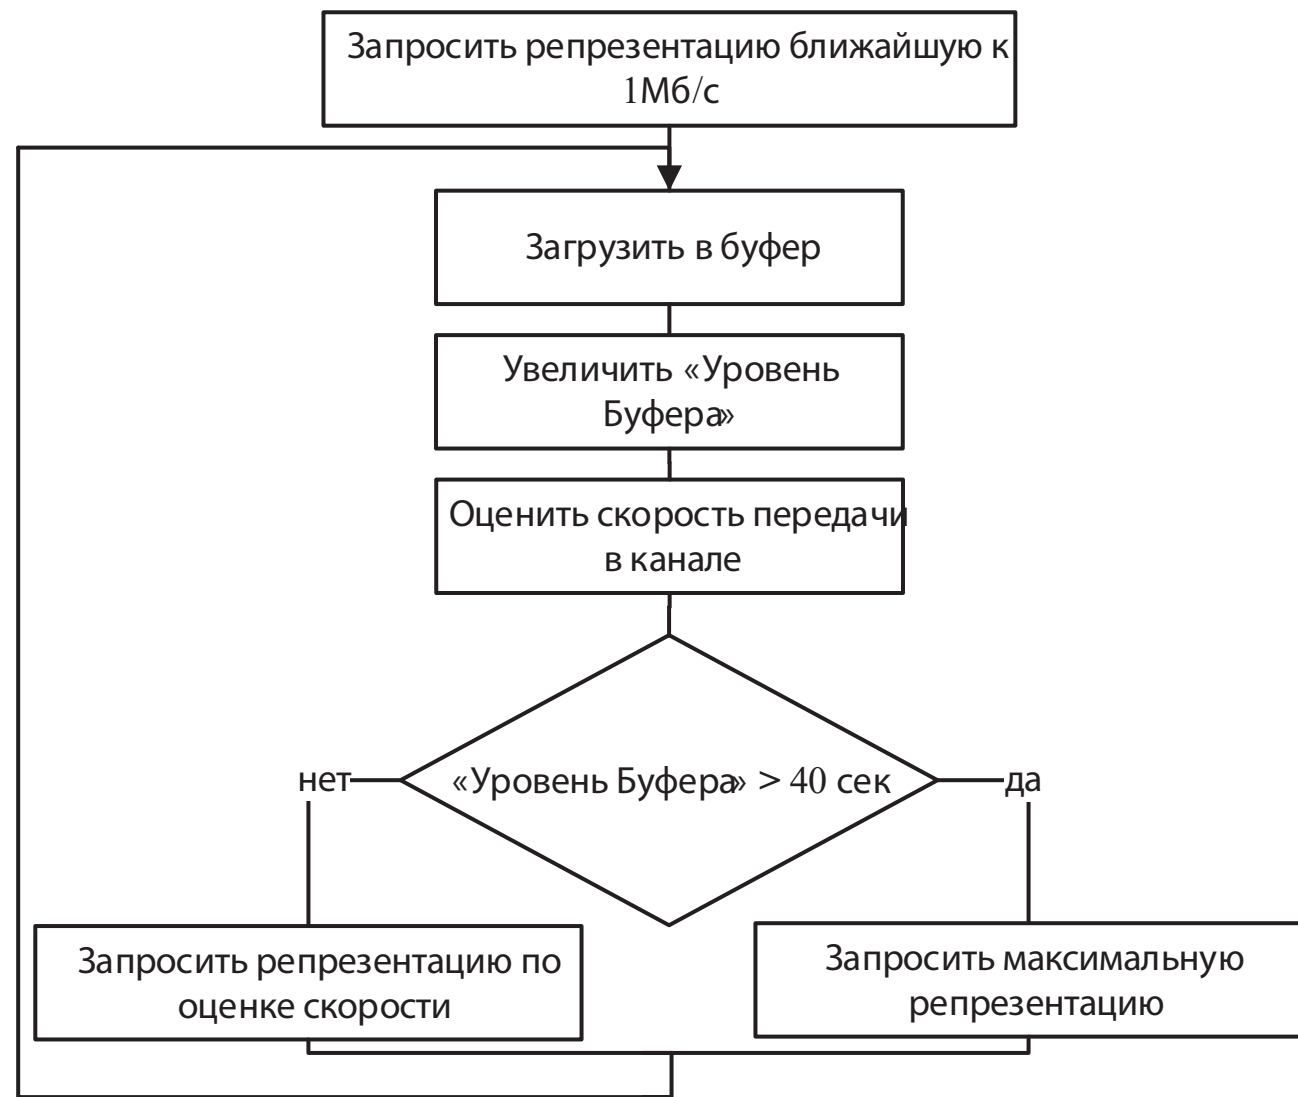 Запросить репрезентацию ближайшую к
1Мб/с
Загрузить в буфер
Увеличить «Уровень
Буфера»
Оценить скорость передачи
в канале
«Уровень Буфера» > 40 сек
нет
да
Запросить репрезентацию по
оценке скорости
Запросить максимальную
репрезентацию